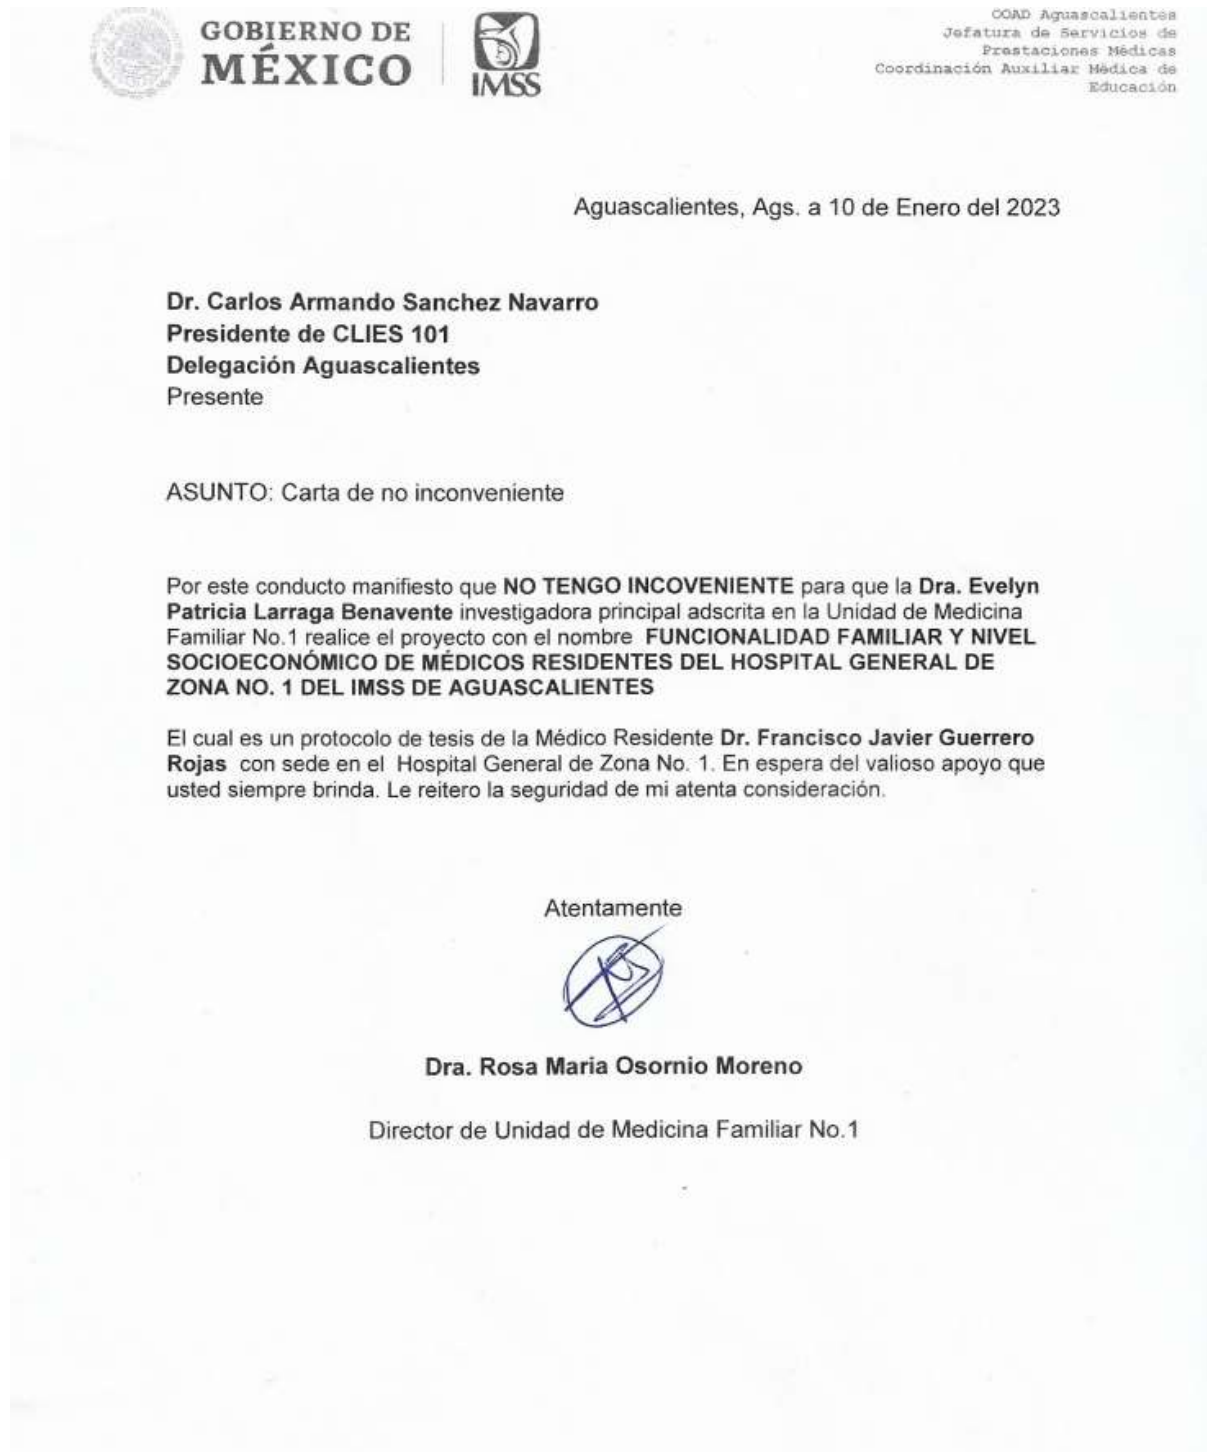 GOBIERNO DE
MÉXICO
IMSS
OOAD Aguascalientes
Jefatura de Servicios de
Prestaciones Médicas
Coordinación Auxiliar Médica de
Educación
Aguascalientes, Ags. a 10 de Enero del 2023
Dr. Carlos Armando Sanchez Navarro
Presidente de CLIES 101
Delegación Aguascalientes
Presente
ASUNTO: Carta de no inconveniente
Por este conducto manifiesto que NO TENGO INCOVENIENTE para que la Dra. Evelyn
Patricia Larraga Benavente investigadora principal adscrita en la Unidad de Medicina
Familiar No.1 realice el proyecto con el nombre FUNCIONALIDAD FAMILIAR Y NIVEL
SOCIOECONÓMICO DE MÉDICOS RESIDENTES DEL HOSPITAL GENERAL DE
ZONA NO. 1 DEL IMSS DE AGUASCALIENTES
El cual es un protocolo de tesis de la Médico Residente Dr. Francisco Javier Guerrero
Rojas con sede en el Hospital General de Zona No. 1. En espera del valioso apoyo que
usted siempre brinda. Le reitero la seguridad de mi atenta consideración.
Atentamente
Dra. Rosa Maria Osornio Moreno
Director de Unidad de Medicina Familiar No.1